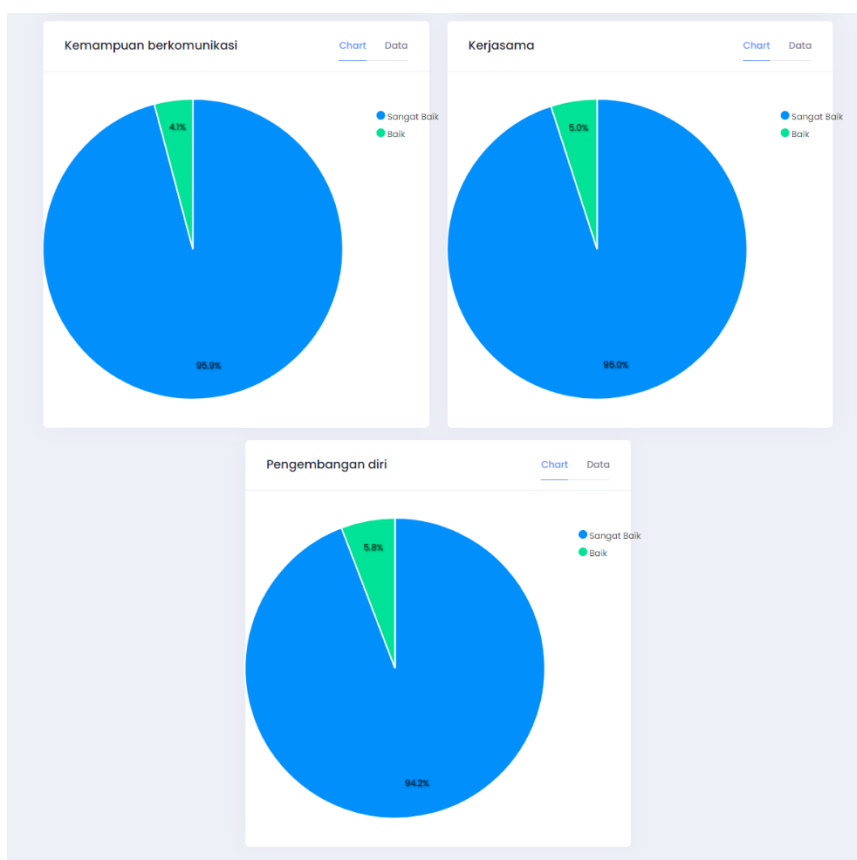 Kemampuan berkomunikasi
Chart Data
4.1%
Sangat Baik
Baik
95.9%
Kerjasama
Chart Data
5.0%
Sangat Baik
Baik
95.0%
Pengembangan diri
Chart Data
5.8%
Sangat Baik
Baik
94.2%